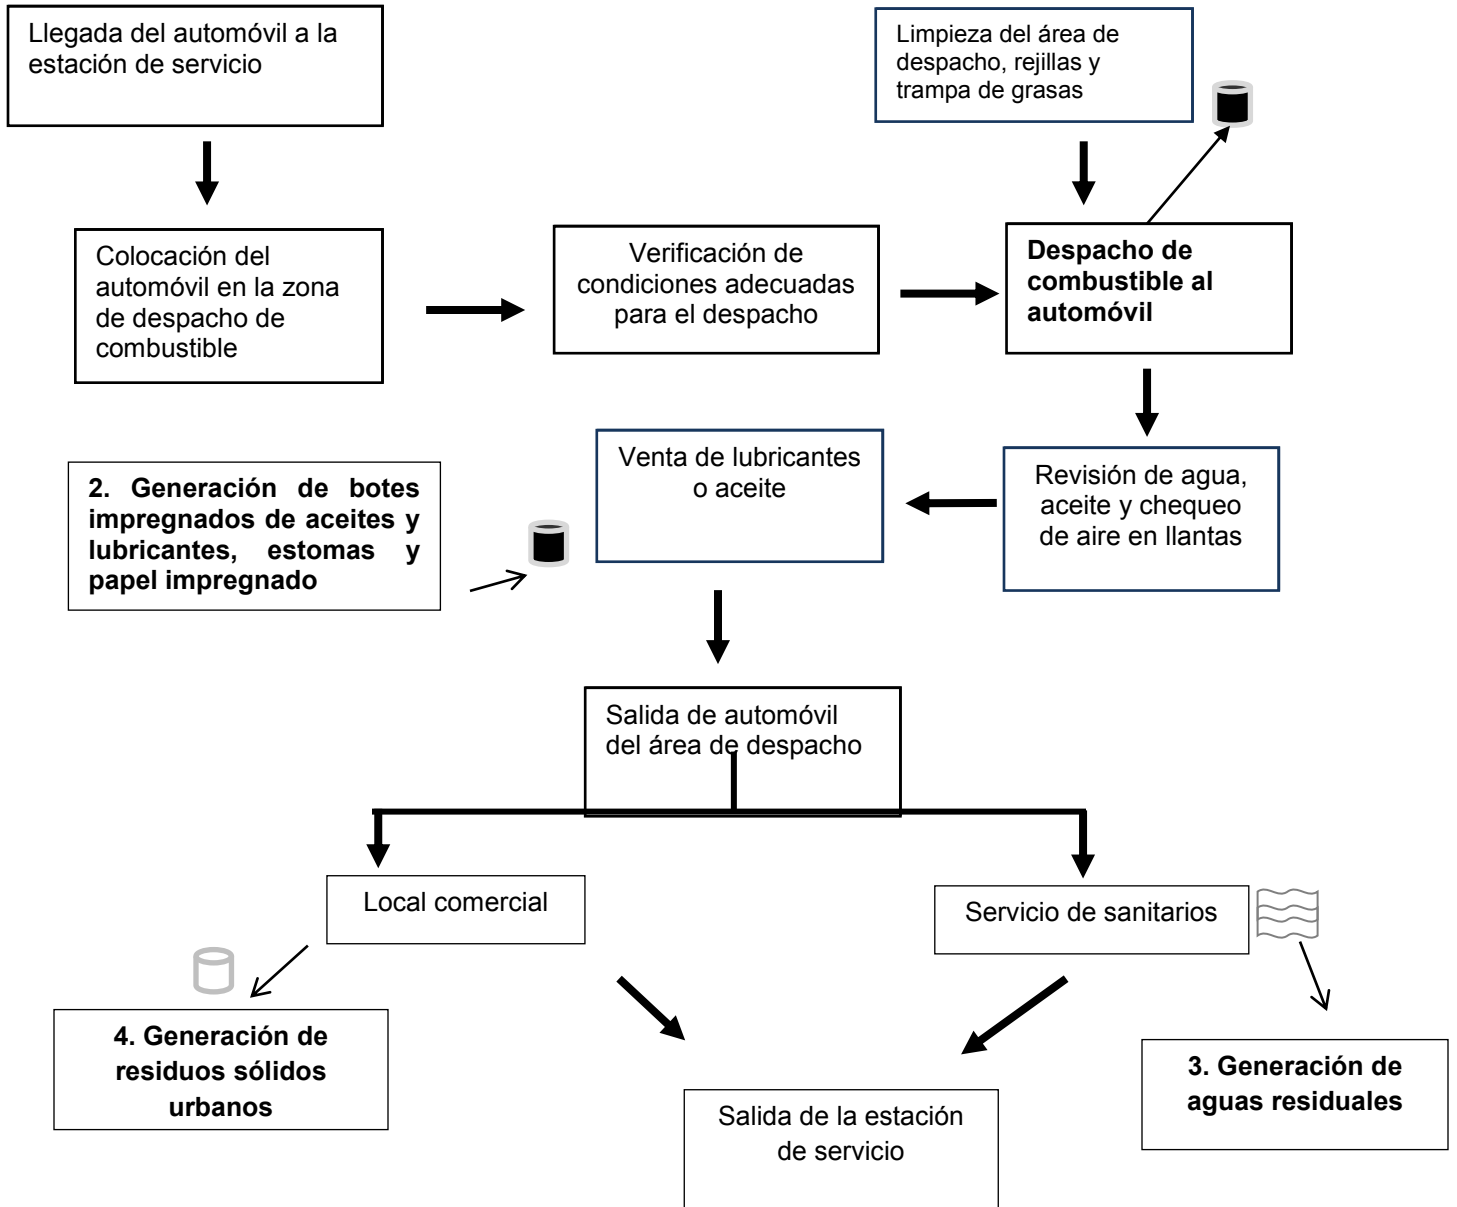 Llegada del automóvil a la
estación de servicio
Limpieza del área de
despacho, rejillas y
trampa de grasas
Colocación del
automóvil en la zona
de despacho de
combustible
Verificación de
condiciones adecuadas
para el despacho
Despacho de
combustible al
automóvil
2. Generación de botes
impregnados de aceites y
lubricantes, estomas y
papel impregnado
Venta de lubricantes
o aceite
Revisión de agua,
aceite y chequeo
de aire en llantas
Salida de automóvil
del área de despacho
Local comercial
Servicio de sanitarios
4. Generación de
residuos sólidos
urbanos
Salida de la estación
de servicio
3. Generación de
aguas residuales